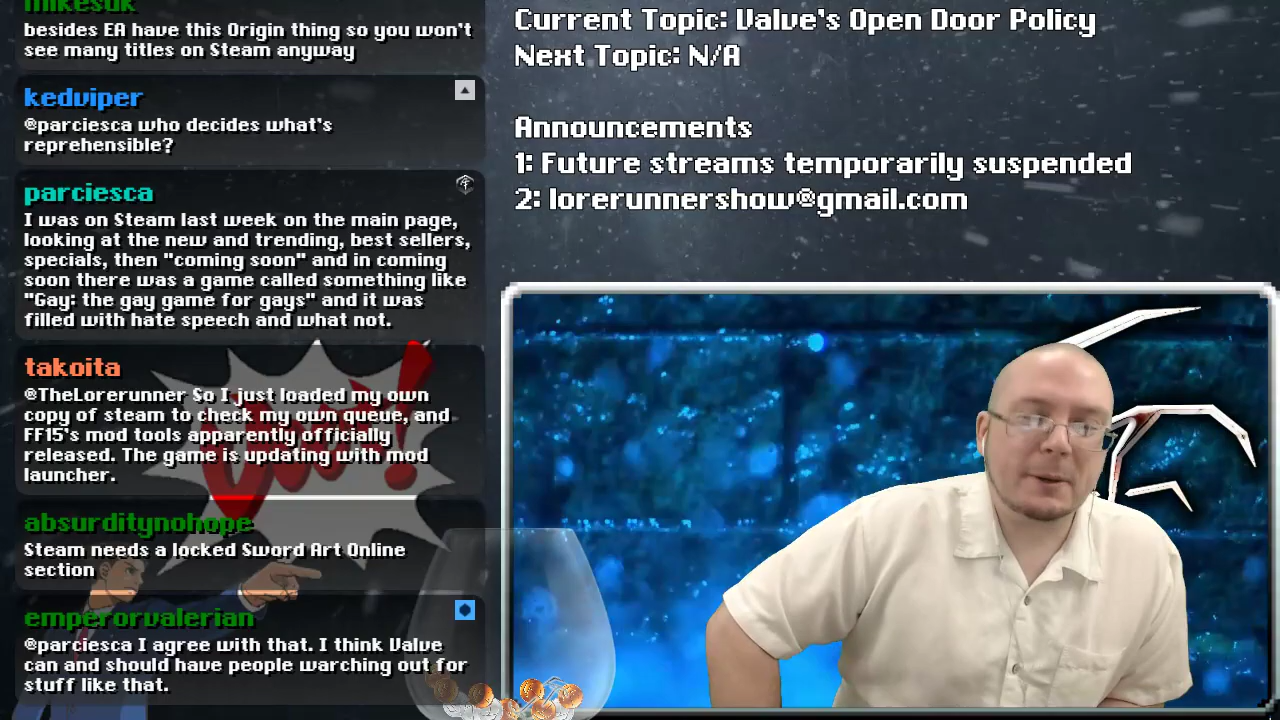 mikesuk
besides EA have this Origin thing so you won't
see many titles on Steam anyway
kedviper
@parciesca who decides what's
reprehensible?
parciesca
I was on Steam last week on the main page,
looking at the new and trending, best sellers,
specials, then "coming soon" and in coming
soon there was a game called something like
"Gay: the gay game for gays" and it was
filled with hate speech and what not.
takoita
@TheLorerunner So I just loaded my own
copy of steam to check my own queue, and
FF15's mod tools apparently officially
released. The game is updating with mod
launcher.
absurditynohope
Steam needs a locked Sword Art Online
section
emperorvalerian
@parciesca I agree with that. I think Valve
can and should have people warching out for
stuff like that.
Current Topic: Valve's Open Door Policy
Next Topic: N/A
Announcements
1: Future streams temporarily suspended
2: lorerunnershow@gmail.com